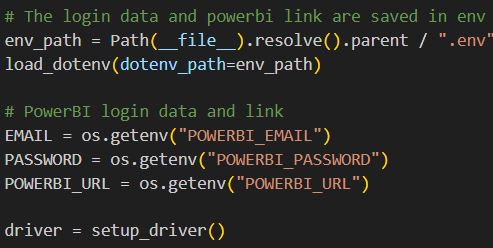 # The login data and powerbi link are saved in env
env_path = Path(__file__).resolve().parent / ".env"
load_dotenv(dotenv_path=env_path)
# PowerBI login data and link
EMAIL = os.getenv("POWERBI_EMAIL")
PASSWORD = os.getenv("POWERBI_PASSWORD")
POWERBI_URL = os.getenv("POWERBI_URL")
driver = setup_driver()